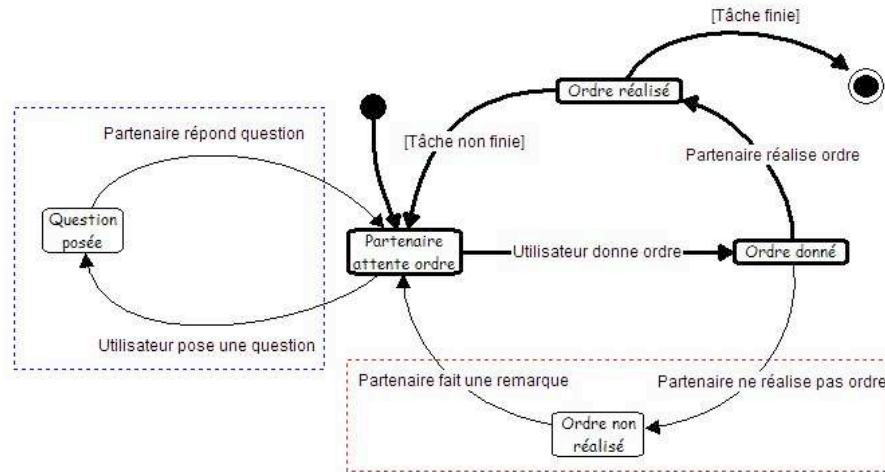 [Tâche finie]
Ordre réalisé
Partenaire répond question
[Tâche non finie]
Partenaire réalise ordre
Question
posée
Partenaire
attente ordre
Utilisateur donne ordre
Ordre donné
Utilisateur pose une question
Partenaire fait une remarque
Partenaire ne réalise pas ordre
Ordre non
réalisé